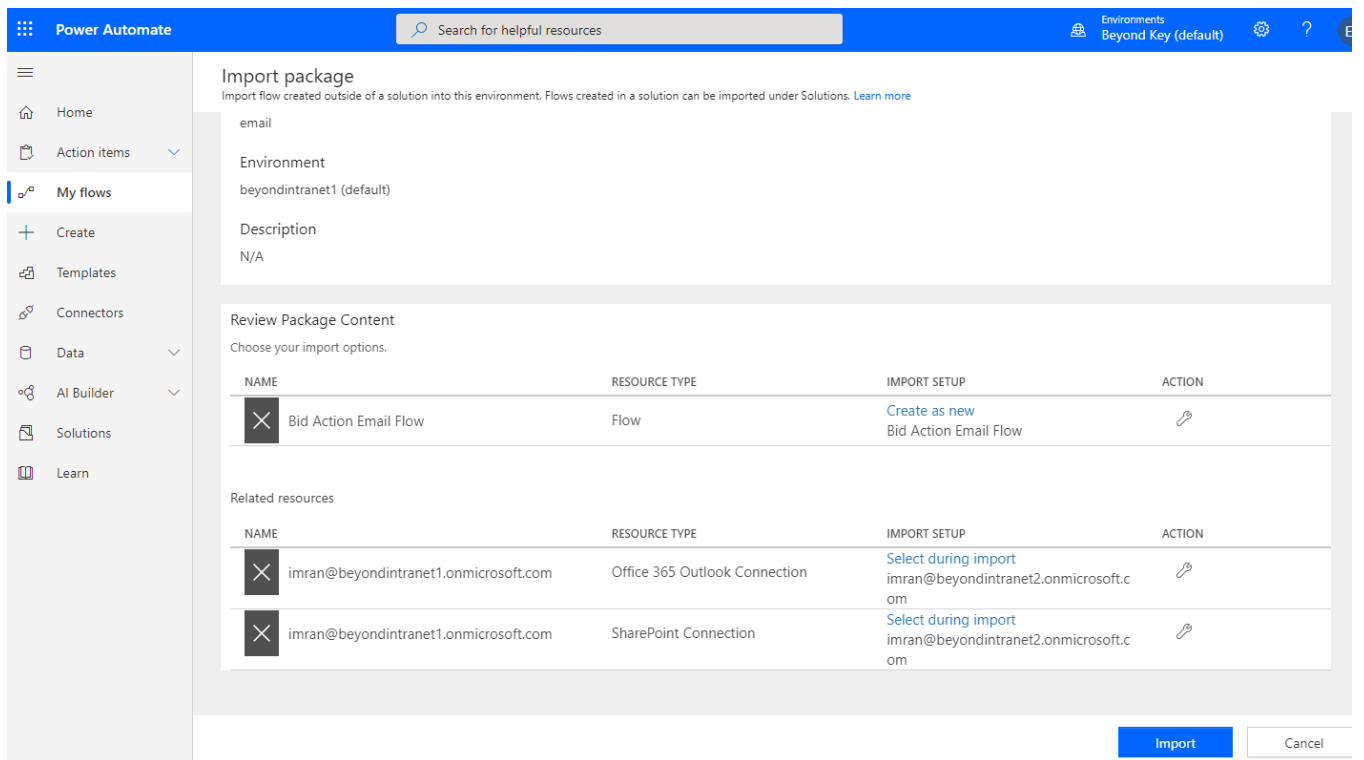 Power Automate
Search for helpful resources
Environments
Beyond Key (default)
?
E
Import package
Import flow created outside of a solution into this environment. Flows created in a solution can be imported under Solutions. Learn more
Home
Action items
My flows
Create
Templates
Connectors
Data
AI Builder
Solutions
Learn
email
Environment
beyondintranet1 (default)
Description
N/A
Review Package Content
Choose your import options.
NAME RESOURCE TYPE IMPORT SETUP ACTION
Bid Action Email Flow Flow Create as new
Bid Action Email Flow
Related resources
NAME RESOURCE TYPE IMPORT SETUP ACTION
imran@beyondintranet1.onmicrosoft.com Office 365 Outlook Connection Select during import
imran@beyondintranet2.onmicrosoft.c
om
imran@beyondintranet1.onmicrosoft.com SharePoint Connection Select during import
imran@beyondintranet2.onmicrosoft.c
om
Import Cancel